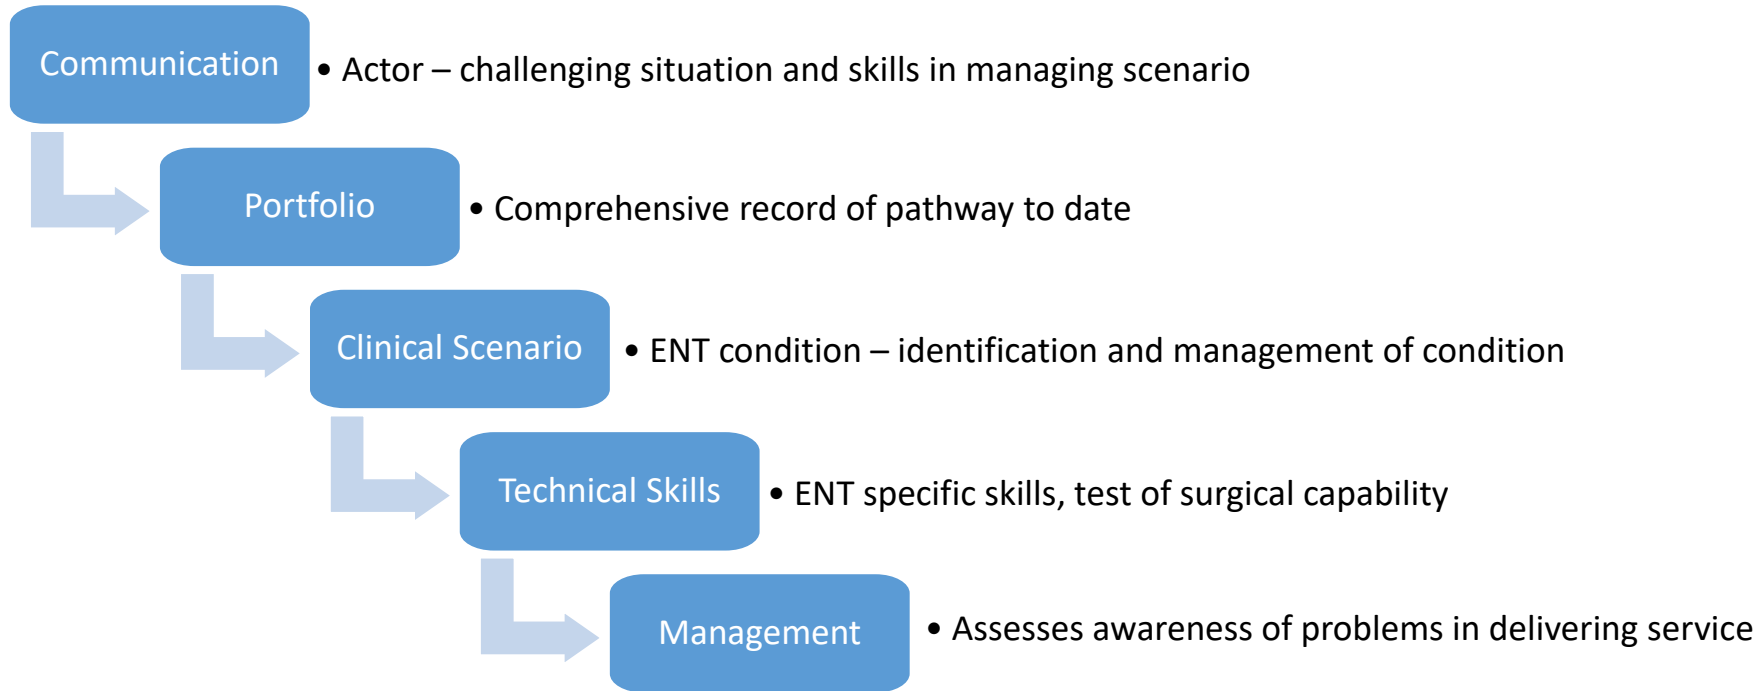 Communication
• Actor – challenging situation and skills in managing scenario
Portfolio
• Comprehensive record of pathway to date
Clinical Scenario
• ENT condition – identification and management of condition
Technical Skills
• ENT specific skills, test of surgical capability
Management
• Assesses awareness of problems in delivering service